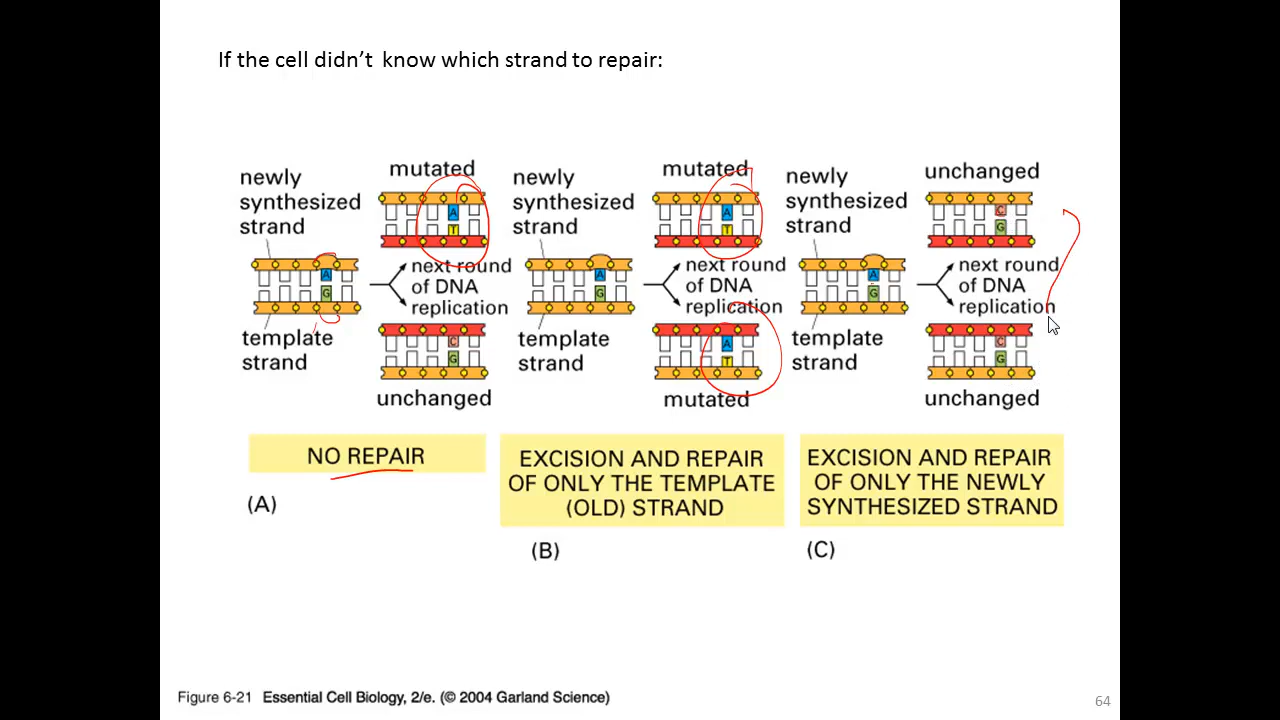 If the cell didn't know which strand to repair:
mutated
newly
synthesized
strand
A
T
A
G
next round
of DNA
replication
template
strand
C
G
unchanged
NO REPAIR
(A)
mutated
newly
synthesized
strand
A
T
A
G
next round
of DNA
replication
template
strand
A
T
mutated
EXCISION AND REPAIR
OF ONLY THE TEMPLATE
(OLD) STRAND
(B)
unchanged
newly
synthesized
strand
C
G
A
G
next round
of DNA
replication
template
strand
C
G
unchanged
EXCISION AND REPAIR
OF ONLY THE NEWLY
SYNTHESIZED STRAND
(C)
Figure 6-21 Essential Cell Biology, 2/e. (© 2004 Garland Science)
64